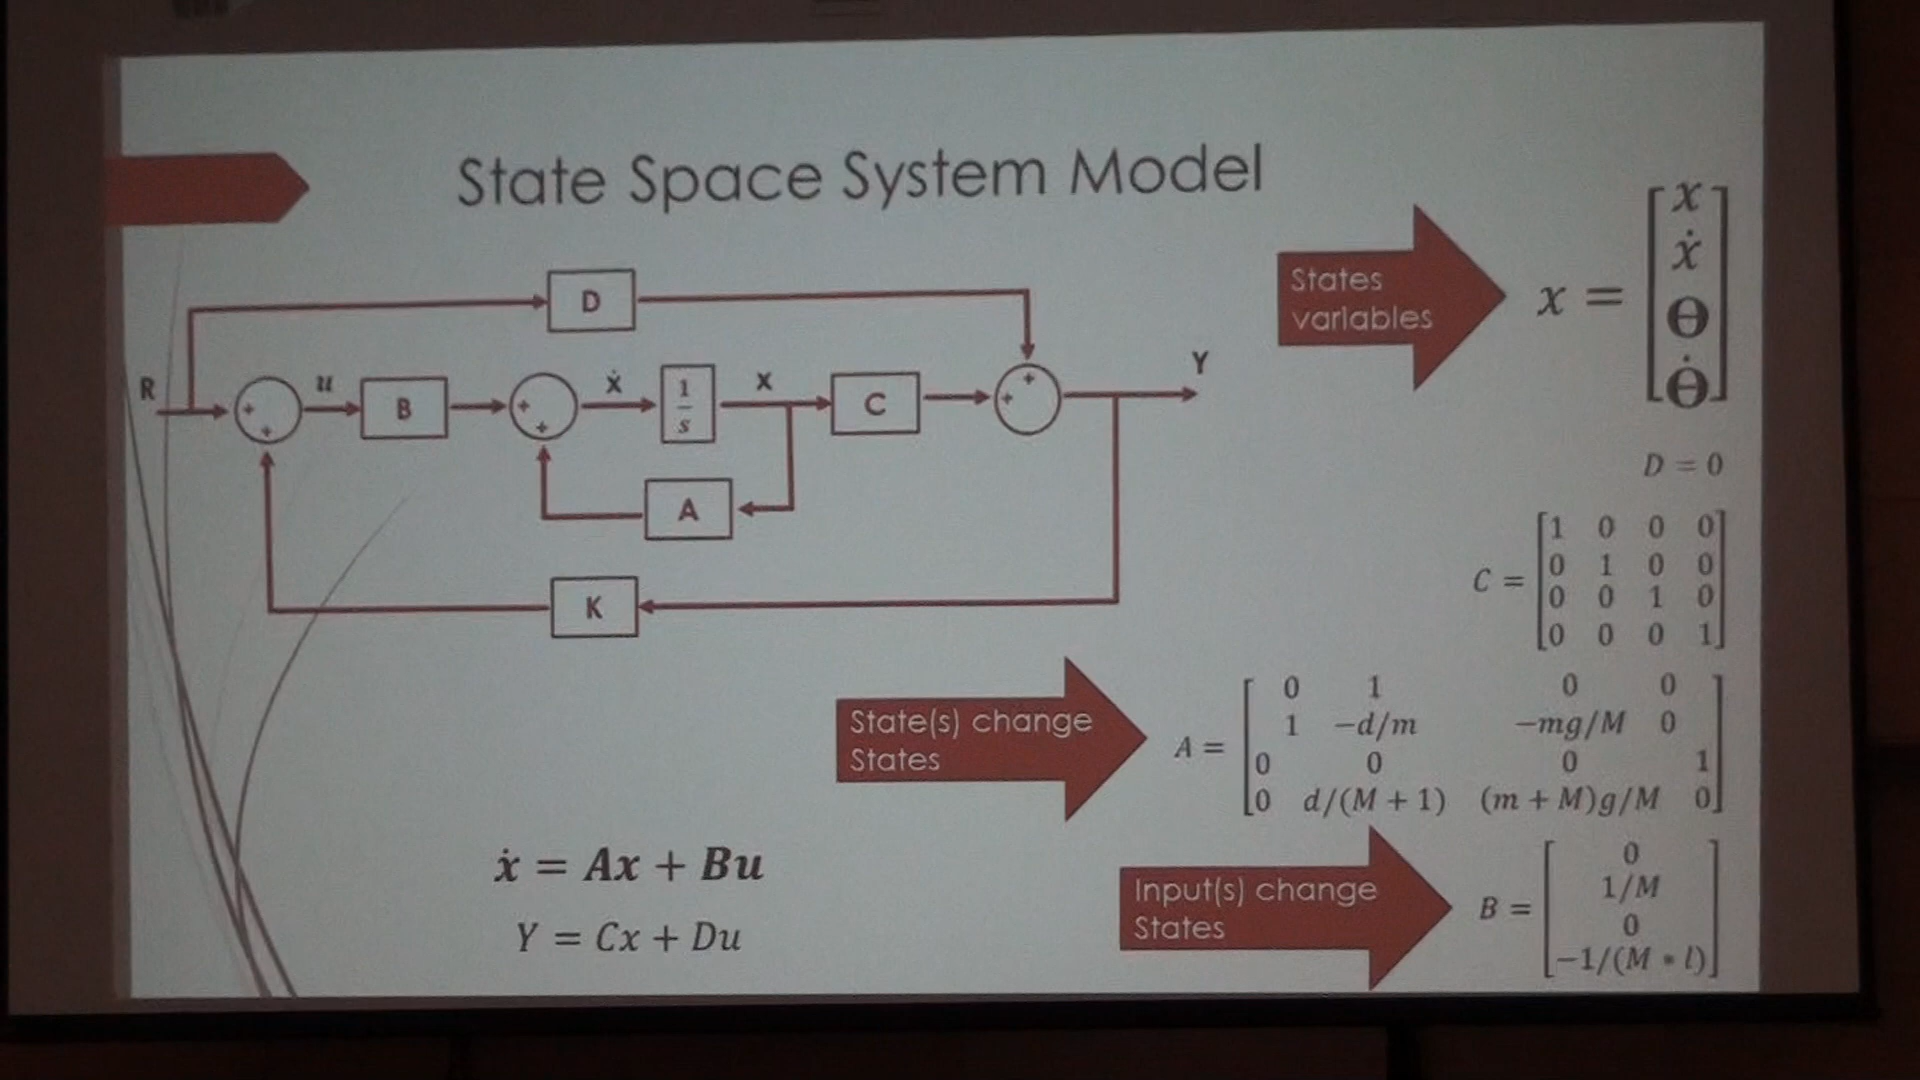 State Space System Model
States
variables
x = [x
ẋ
Θ
Θ̇]
D
R
+
+
u
B
+
+
ẋ
1/s
x
C
+
+
Y
A
K
D = 0
C = [1 0 0 0
0 1 0 0
0 0 1 0
0 0 0 1]
State(s) change
States
A = [0 1 0 0
1 −d/m −mg/M 0
0 0 0 1
0 d/(M + 1) (m + M)g/M 0]
ẋ = Ax + Bu
Y = Cx + Du
Input(s) change
States
B = [0
1/M
0
−1/(M * l)]